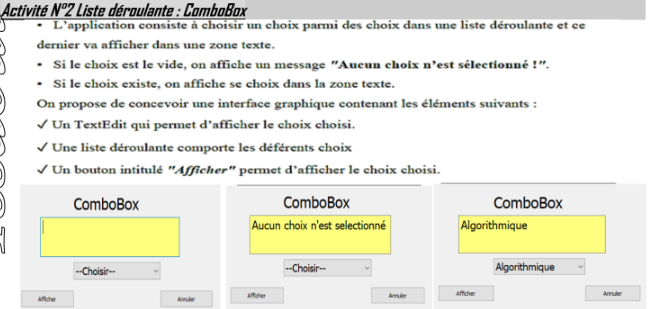 Activité N°2 Liste déroulante : ComboBox
- L'application consiste à choisir un choix parmi des choix dans une liste déroulante et ce
dernier va afficher dans une zone texte.
- Si le choix est le vide, on affiche un message "Aucun choix n'est sélectionné !".
- Si le choix existe, on affiche se choix dans la zone texte.
On propose de concevoir une interface graphique contenant les éléments suivants :
✓ Un TextEdit qui permet d'afficher le choix choisi.
✓ Une liste déroulante comporte les déférents choix
✓ Un bouton intitulé "Afficher" permet d'afficher le choix choisi.
ComboBox
--Choisir--
Afficher Annuler
ComboBox
Aucun choix n'est selectionné
--Choisir--
Afficher Annuler
ComboBox
Algorithmique
Algorithmique
Afficher Annuler